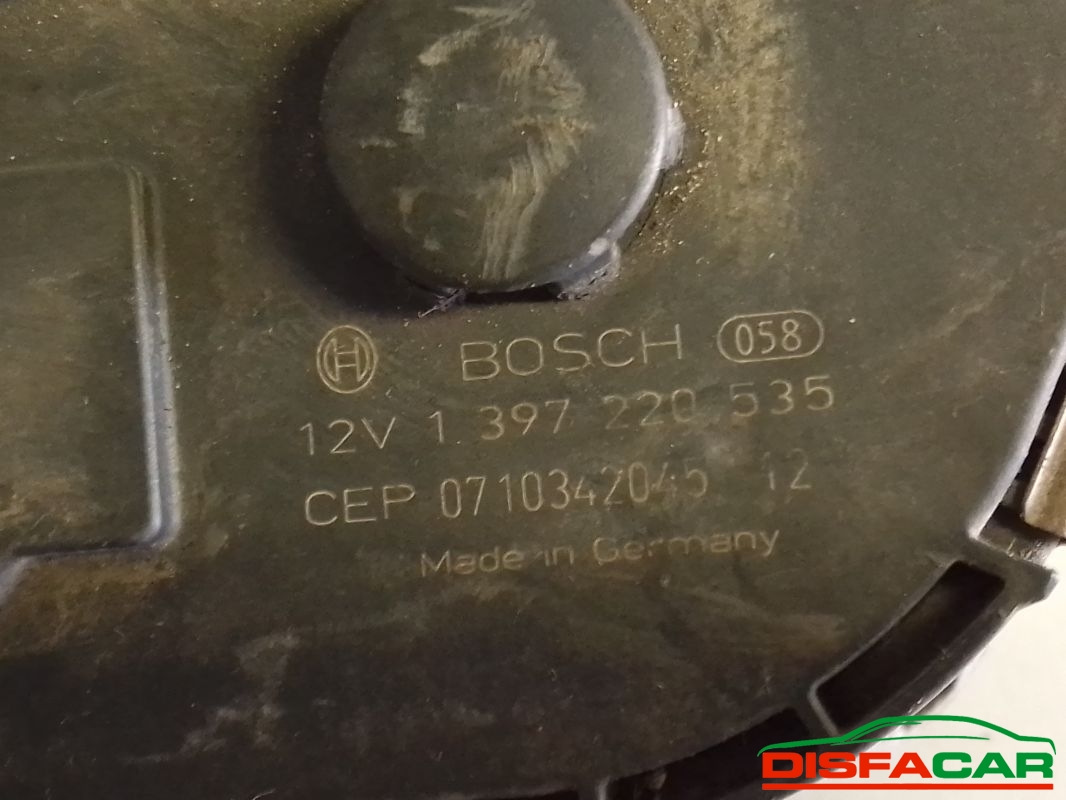 BOSCH 058
12V 1 397 220 535
CEP 0710342045 12
Made in Germany
DISFACAR